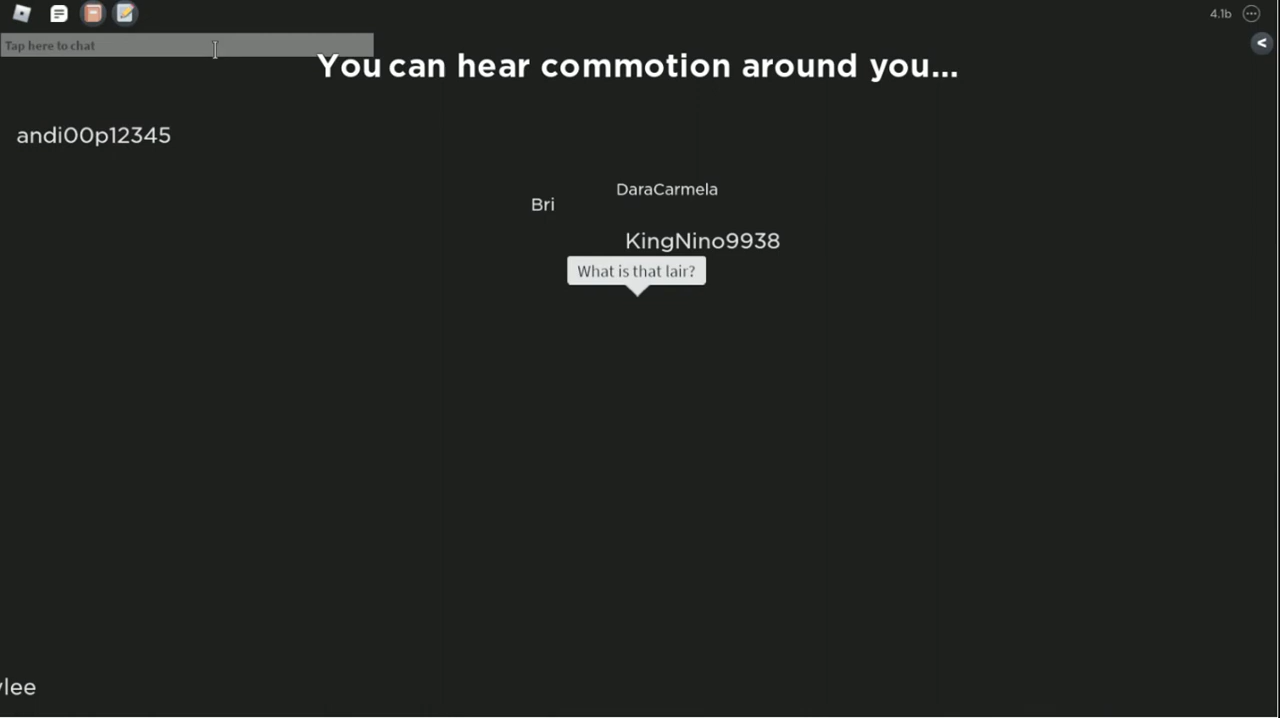 4.1b
Tap here to chat
You can hear commotion around you...
andi00p12345
DaraCarmela
Bri
KingNino9938
What is that lair?
lee